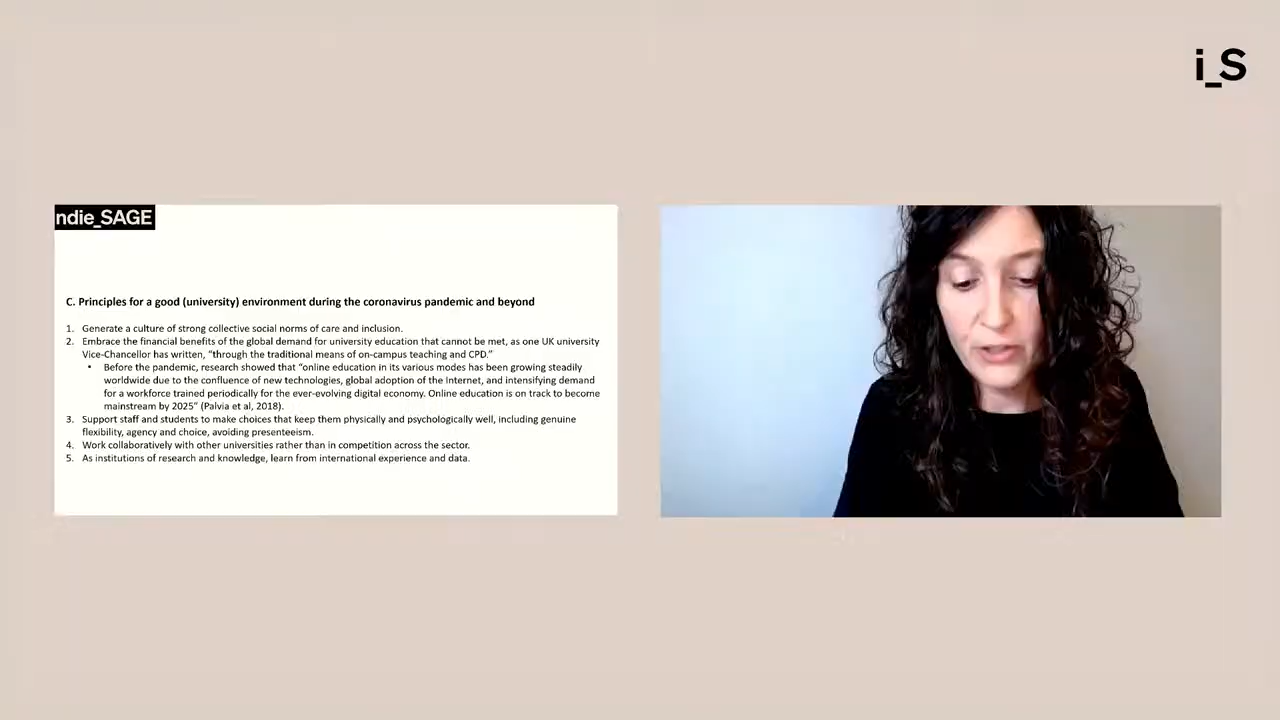 i_S
ndie_SAGE
C. Principles for a good (university) environment during the coronavirus pandemic and beyond
1. Generate a culture of strong collective social norms of care and inclusion.
2. Embrace the financial benefits of the global demand for university education that cannot be met, as one UK university
Vice-Chancellor has written, “through the traditional means of on-campus teaching and CPD.”
• Before the pandemic, research showed that “online education in its various modes has been growing steadily
worldwide due to the confluence of new technologies, global adoption of the Internet, and intensifying demand
for a workforce trained periodically for the ever-evolving digital economy. Online education is on track to become
mainstream by 2025” (Palvia et al, 2018).
3. Support staff and students to make choices that keep them physically and psychologically well, including genuine
flexibility, agency and choice, avoiding presenteeism.
4. Work collaboratively with other universities rather than in competition across the sector.
5. As institutions of research and knowledge, learn from international experience and data.